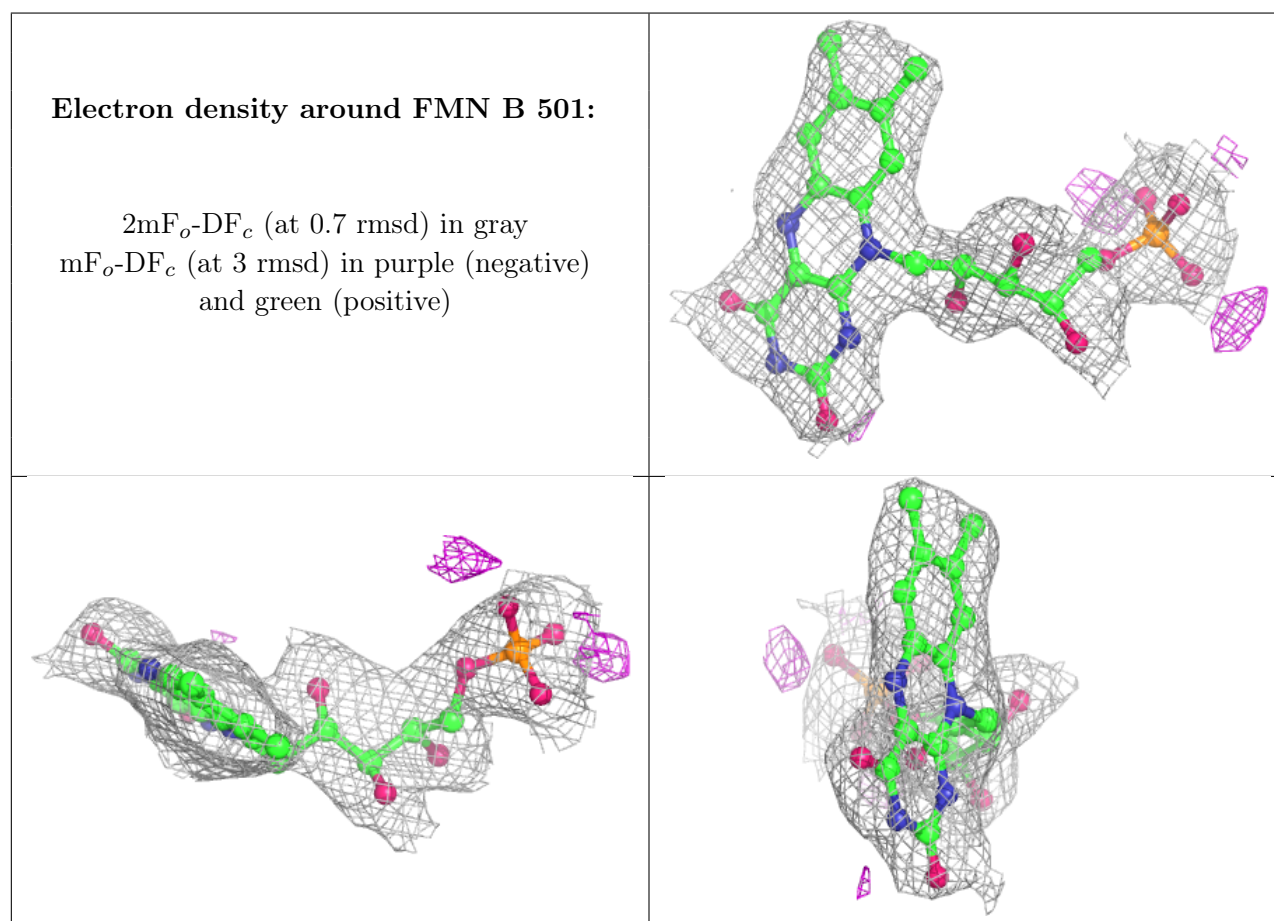 Electron density around FMN B 501:
2mFo-DFc (at 0.7 rmsd) in gray
mFo-DFc (at 3 rmsd) in purple (negative)
and green (positive)